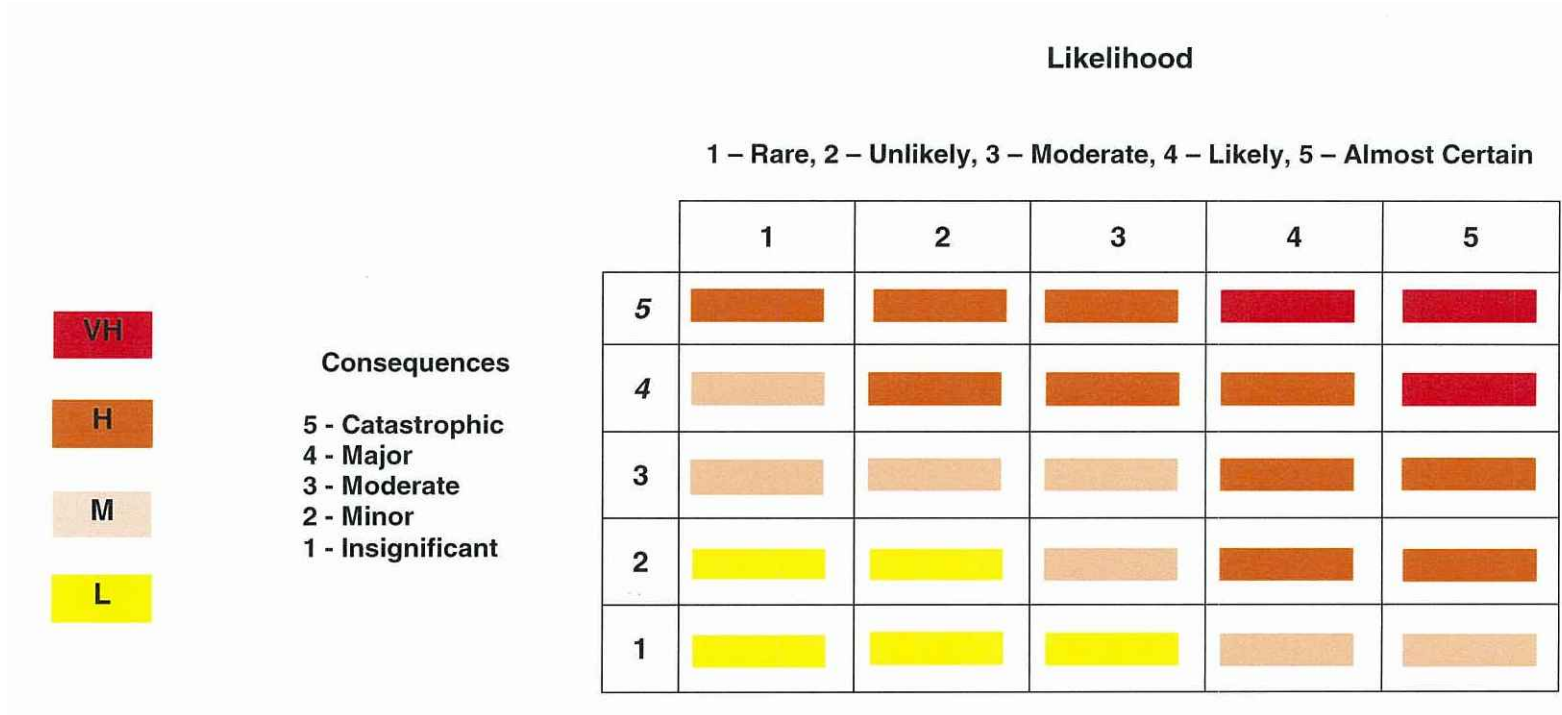 Likelihood
1 – Rare, 2 – Unlikely, 3 – Moderate, 4 – Likely, 5 – Almost Certain
1 2 3 4 5
5
4
3
2
1
VH
H
M
L
Consequences
5 - Catastrophic
4 - Major
3 - Moderate
2 - Minor
1 - Insignificant